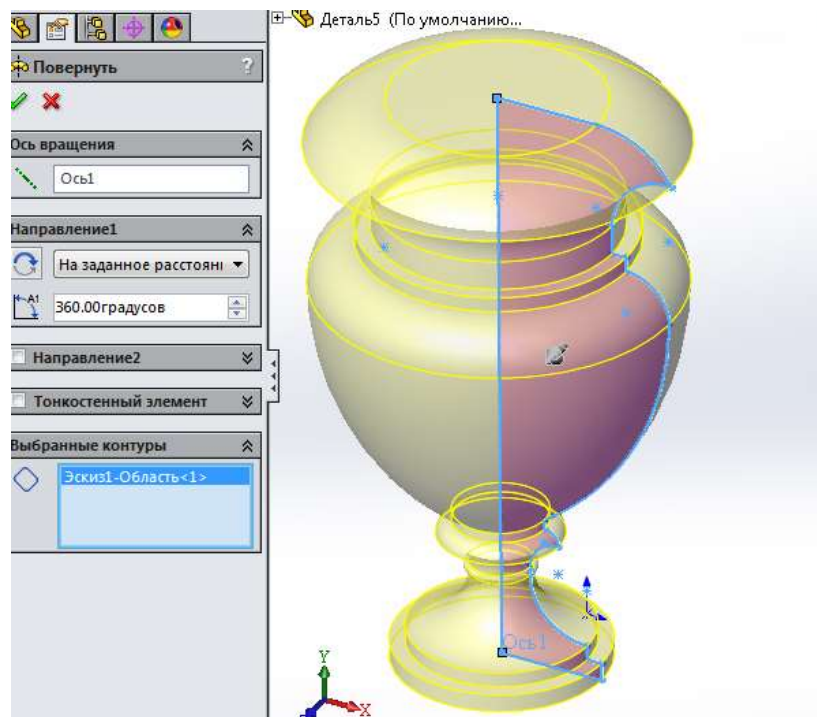 Деталь5 (По умолчанию...
Повернуть
?
Ось вращения
Ось1
Направление1
На заданное расстояни
A1
360.00градусов
Направление2
Тонкостенный элемент
Выбранные контуры
Эскиз1-Область<1>
Ось1
Y
X